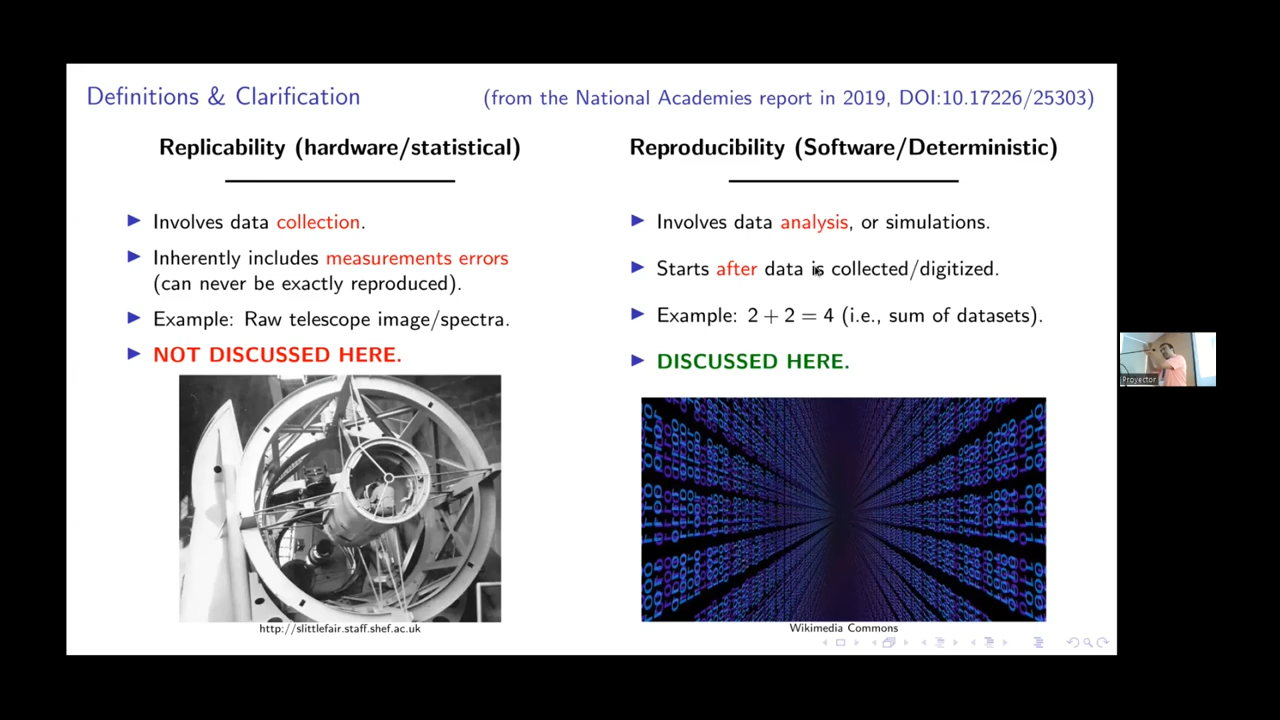 Definitions & Clarification
(from the National Academies report in 2019, DOI:10.17226/25303)
Replicability (hardware/statistical)
Involves data collection.
Inherently includes measurements errors
(can never be exactly reproduced).
Example: Raw telescope image/spectra.
NOT DISCUSSED HERE.
http://slittlefair.staff.shef.ac.uk
Reproducibility (Software/Deterministic)
Involves data analysis, or simulations.
Starts after data is collected/digitized.
Example: 2 + 2 = 4 (i.e., sum of datasets).
DISCUSSED HERE.
Wikimedia Commons
Proyector